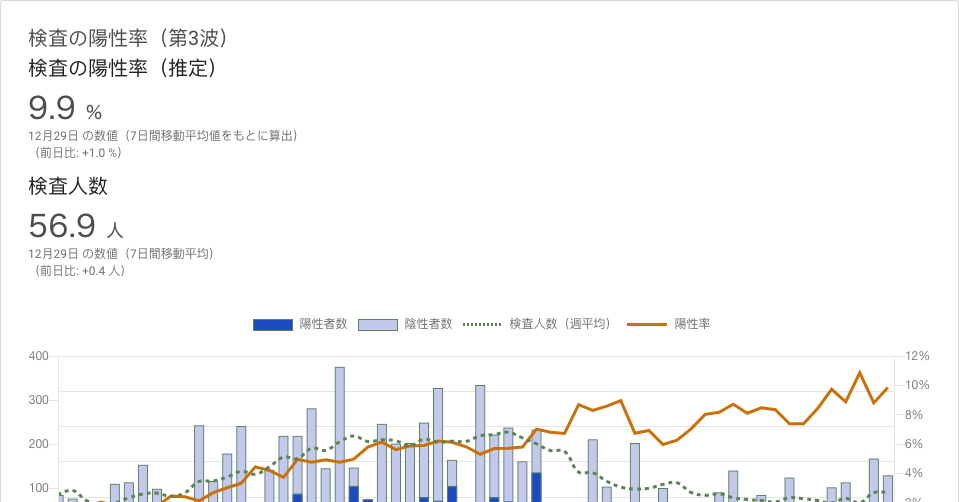 検査の陽性率（第3波）
検査の陽性率（推定）
9.9 %
12月29日 の数値（7日間移動平均値をもとに算出）
（前日比: +1.0 %）
検査人数
56.9 人
12月29日 の数値（7日間移動平均）
（前日比: +0.4 人）
陽性者数 陰性者数 検査人数（週平均） 陽性率
400 12%
10%
300
8%
200 6%
4%
100